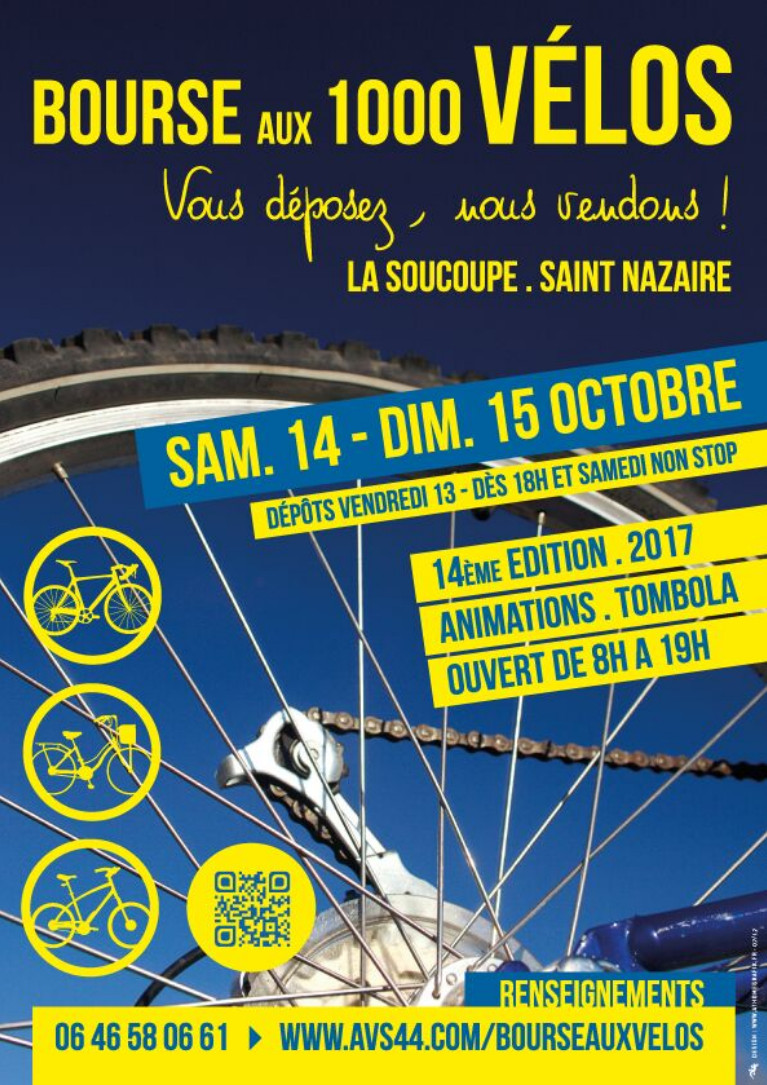 BOURSE AUX 1000 VÉLOS
Vous déposez, nous vendons !
LA SOUCOUPE . SAINT NAZAIRE
SAM. 14 - DIM. 15 OCTOBRE
DÉPÔTS VENDREDI 13 - DÈS 18H ET SAMEDI NON STOP
14ÈME EDITION . 2017
ANIMATIONS . TOMBOLA
OUVERT DE 8H A 19H
RENSEIGNEMENTS
06 46 58 06 61 ▶ WWW.AVS44.COM/BOURSEAUXVELOS